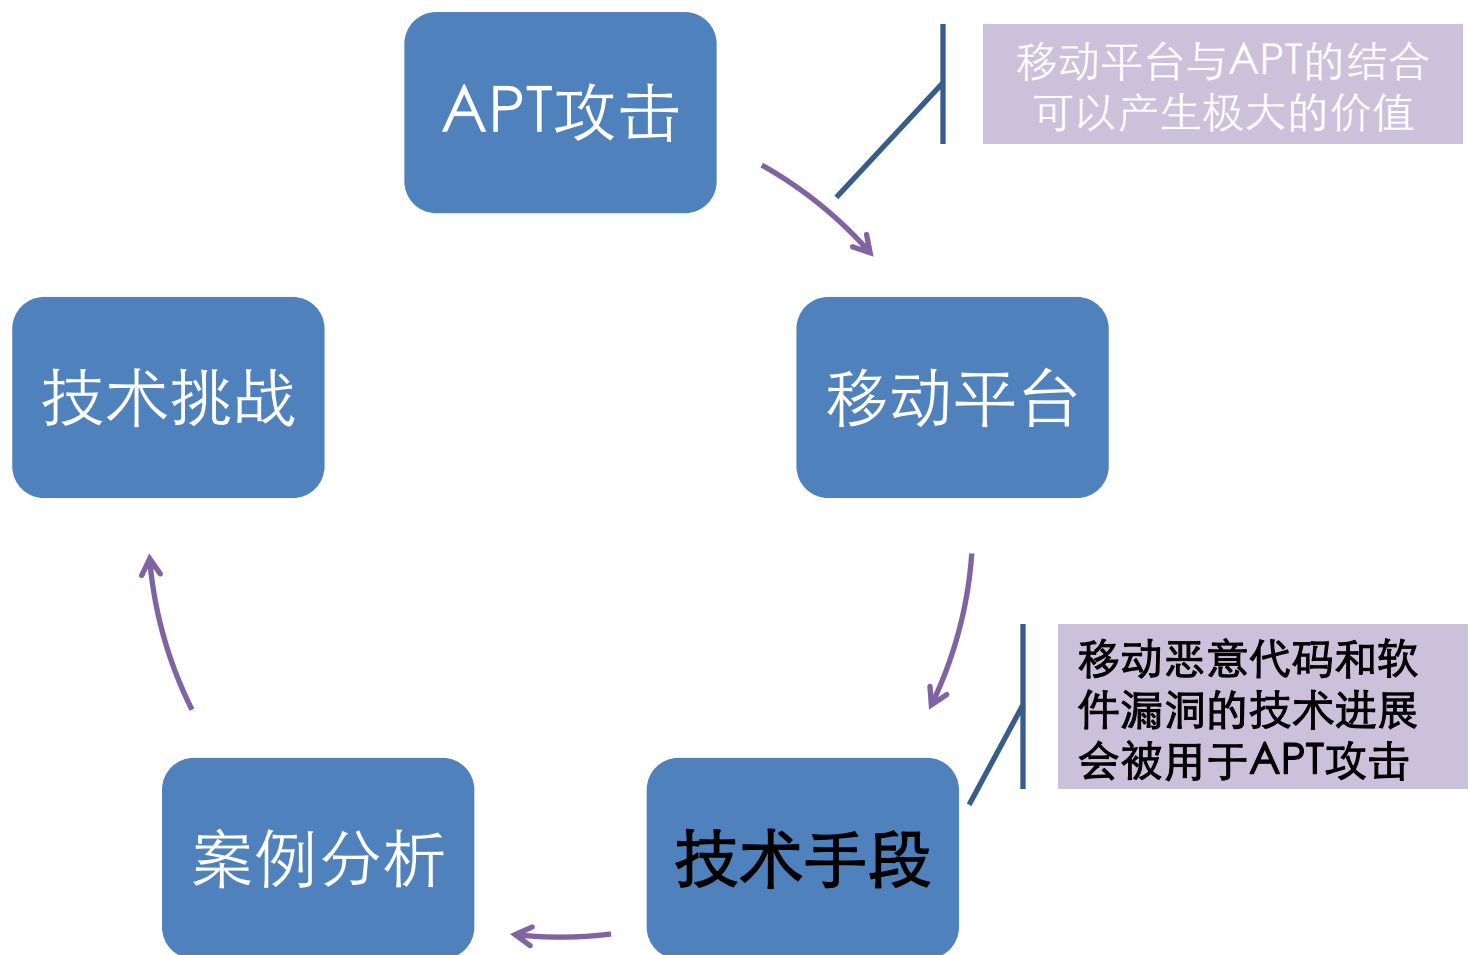 APT攻击
移动平台与APT的结合
可以产生极大的价值
技术挑战
移动平台
移动恶意代码和软
件漏洞的技术进展
会被用于APT攻击
案例分析
技术手段